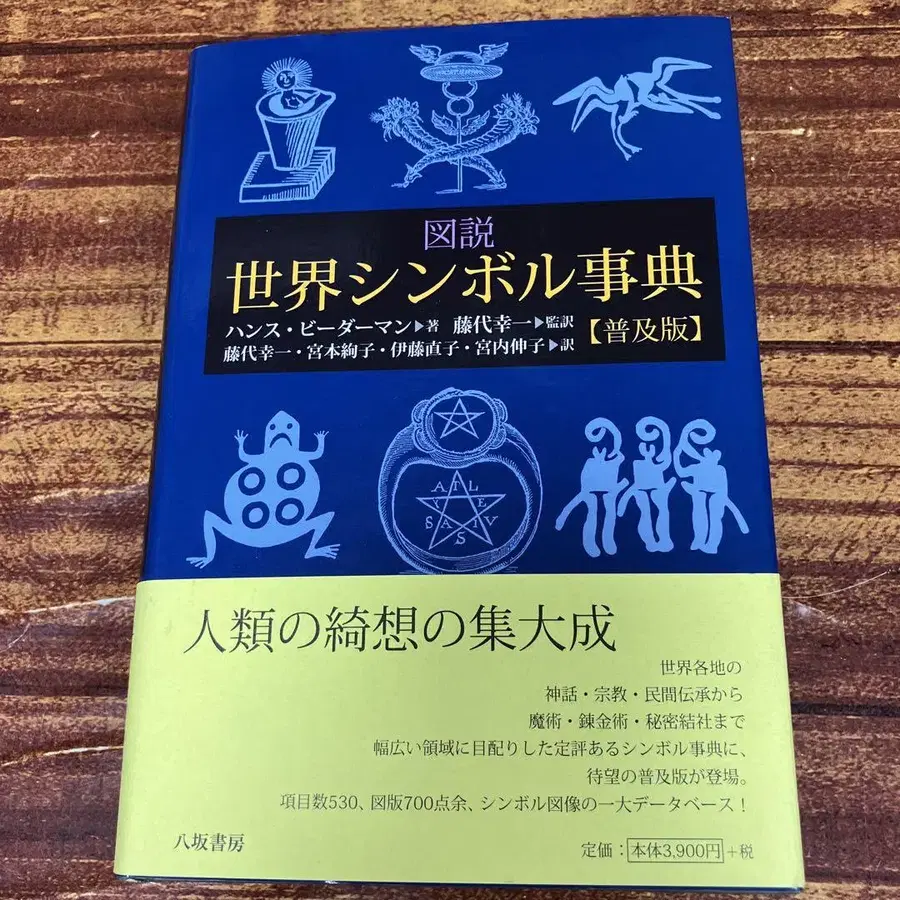 図説
世界シンボル事典
ハンス・ビーダーマン▶著 藤代幸一▶監訳
藤代幸一・宮本絢子・伊藤直子・宮内伸子▶訳
【普及版】
人類の綺想の集大成
世界各地の
神話・宗教・民間伝承から
魔術・錬金術・秘密結社まで
幅広い領域に目配りした定評あるシンボル事典に、
待望の普及版が登場。
項目数530、図版700点余、シンボル図像の一大データベース！
八坂書房
定価：本体3,900円+税